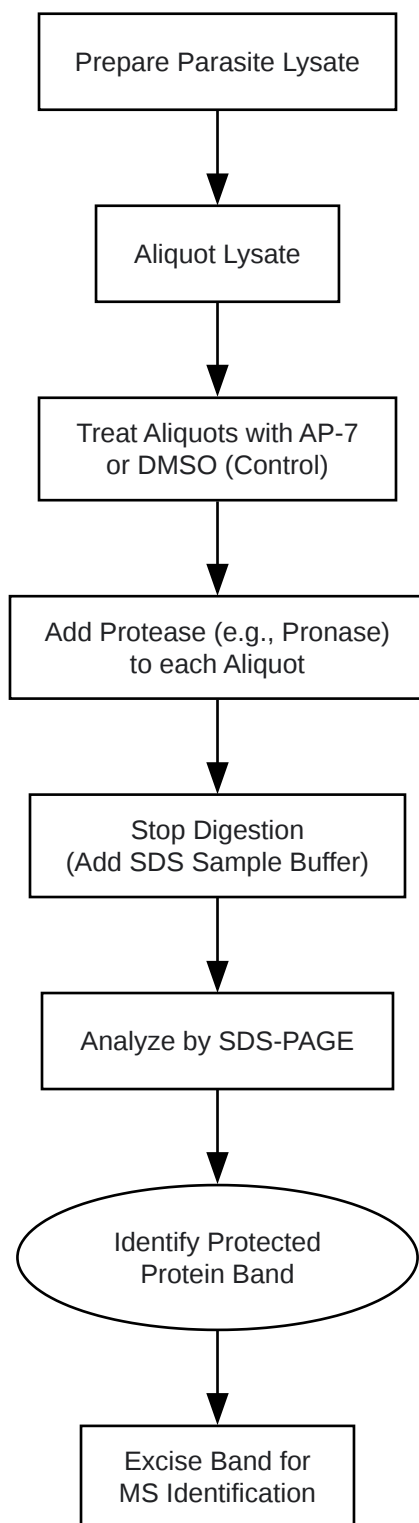 Prepare Parasite Lysate
Aliquot Lysate
Treat Aliquots with AP-7
or DMSO (Control)
Add Protease (e.g., Pronase)
to each Aliquot
Stop Digestion
(Add SDS Sample Buffer)
Analyze by SDS-PAGE
Identify Protected
Protein Band
Excise Band for
MS Identification